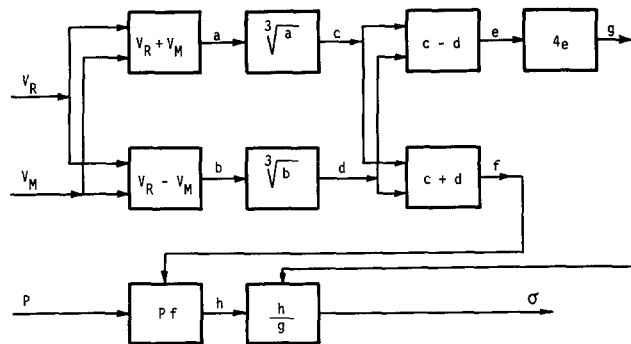 V_R + V_M
a
∛a
c
c - d
e
4e
g
V_R
V_M
V_R - V_M
b
∛b
d
c + d
f
P
Pf
h
h
g
σ